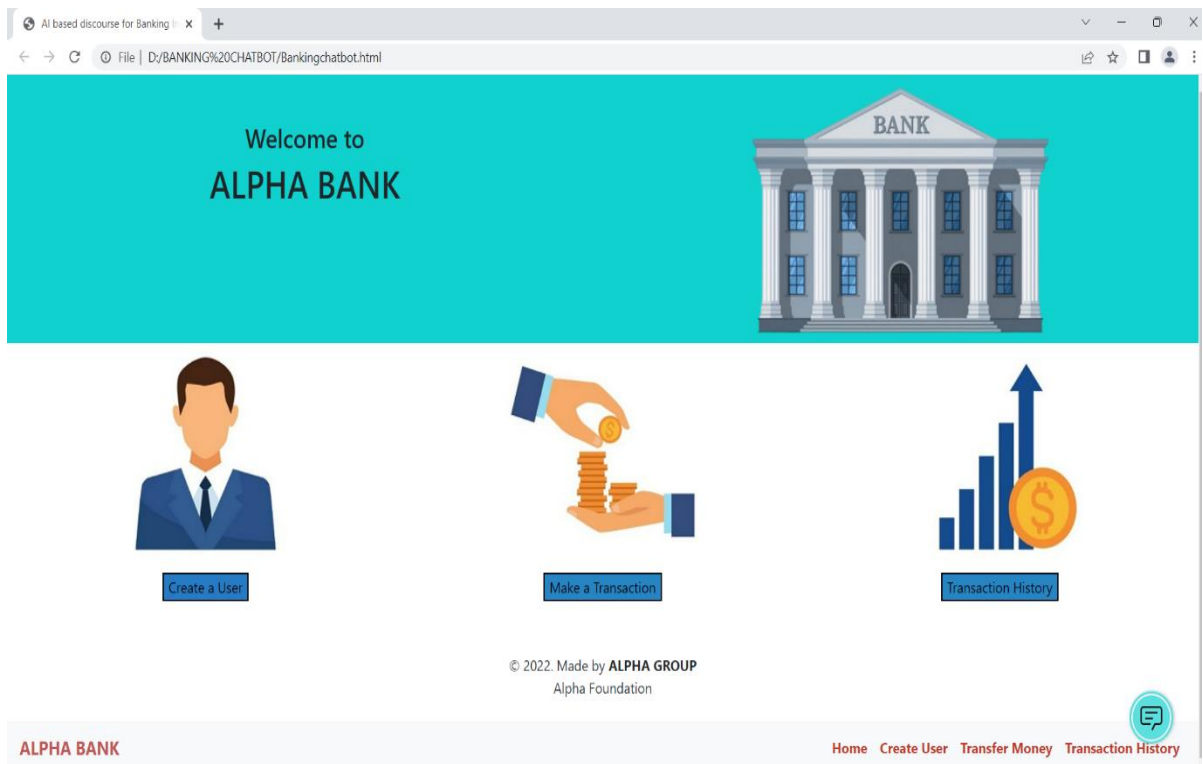 AI based discourse for Banking In
File | D:/BANKING%20CHATBOT/Bankingchatbot.html
Welcome to
ALPHA BANK
BANK
Create a User
Make a Transaction
Transaction History
© 2022. Made by ALPHA GROUP
Alpha Foundation
ALPHA BANK
Home Create User Transfer Money Transaction History